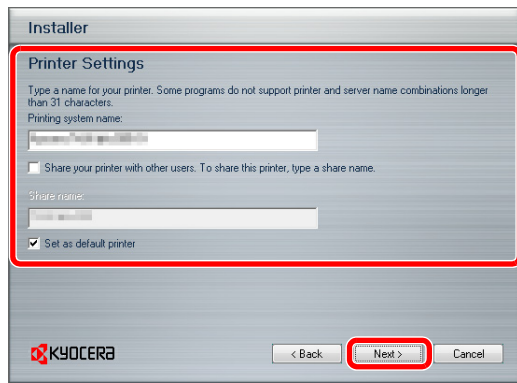 Installer
Printer Settings
Type a name for your printer. Some programs do not support printer and server name combinations longer
than 31 characters.
Printing system name:
Share your printer with other users. To share this printer, type a share name.
Share name:
Set as default printer
KYOCERA
< Back
Next >
Cancel